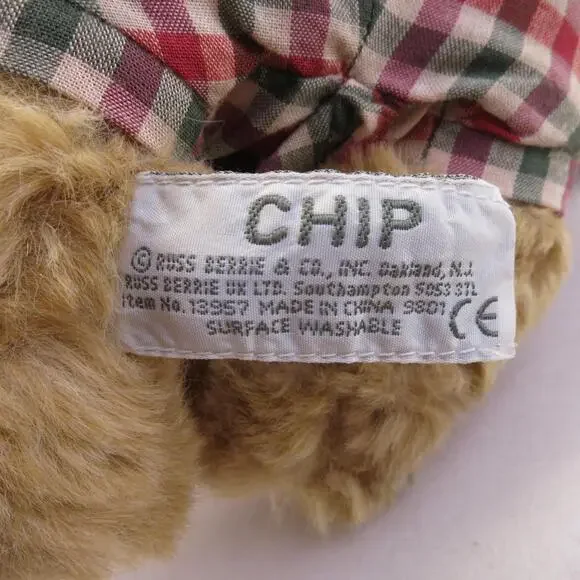 CHIP
© RUSS BERRIE & CO., INC. Oakland, N.J.
RUSS BERRIE UK LTD. Southampton SO53 3TL
Item No. 13957 MADE IN CHINA 9801
SURFACE WASHABLE
CE